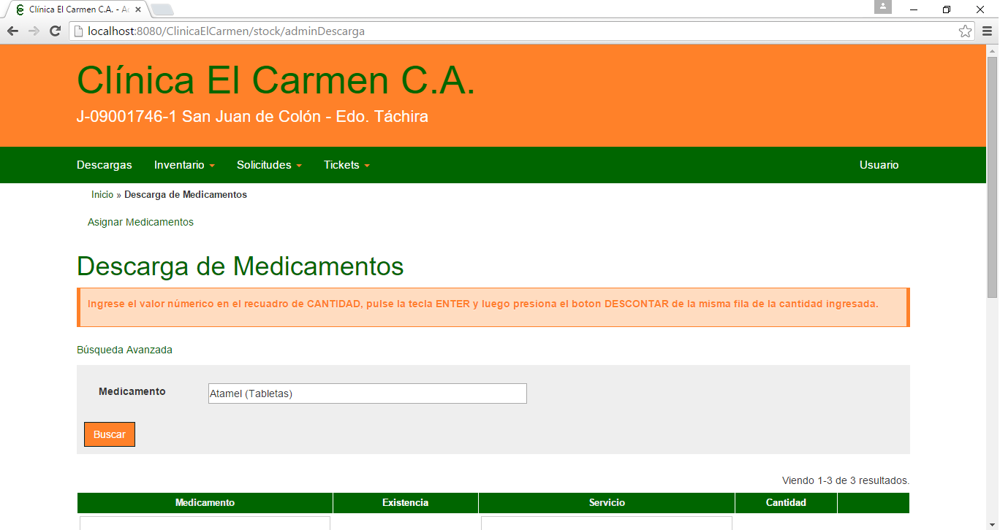 Clínica El Carmen C.A. - Ac
localhost:8080/ClinicaElCarmen/stock/adminDescarga
Clínica El Carmen C.A.
J-09001746-1 San Juan de Colón - Edo. Táchira
Descargas Inventario Solicitudes Tickets Usuario
Inicio » Descarga de Medicamentos
Asignar Medicamentos
Descarga de Medicamentos
Ingrese el valor númerico en el recuadro de CANTIDAD, pulse la tecla ENTER y luego presiona el boton DESCONTAR de la misma fila de la cantidad ingresada.
Búsqueda Avanzada
Medicamento Atamel (Tabletas)
Buscar
Viendo 1-3 de 3 resultados.
Medicamento Existencia Servicio Cantidad